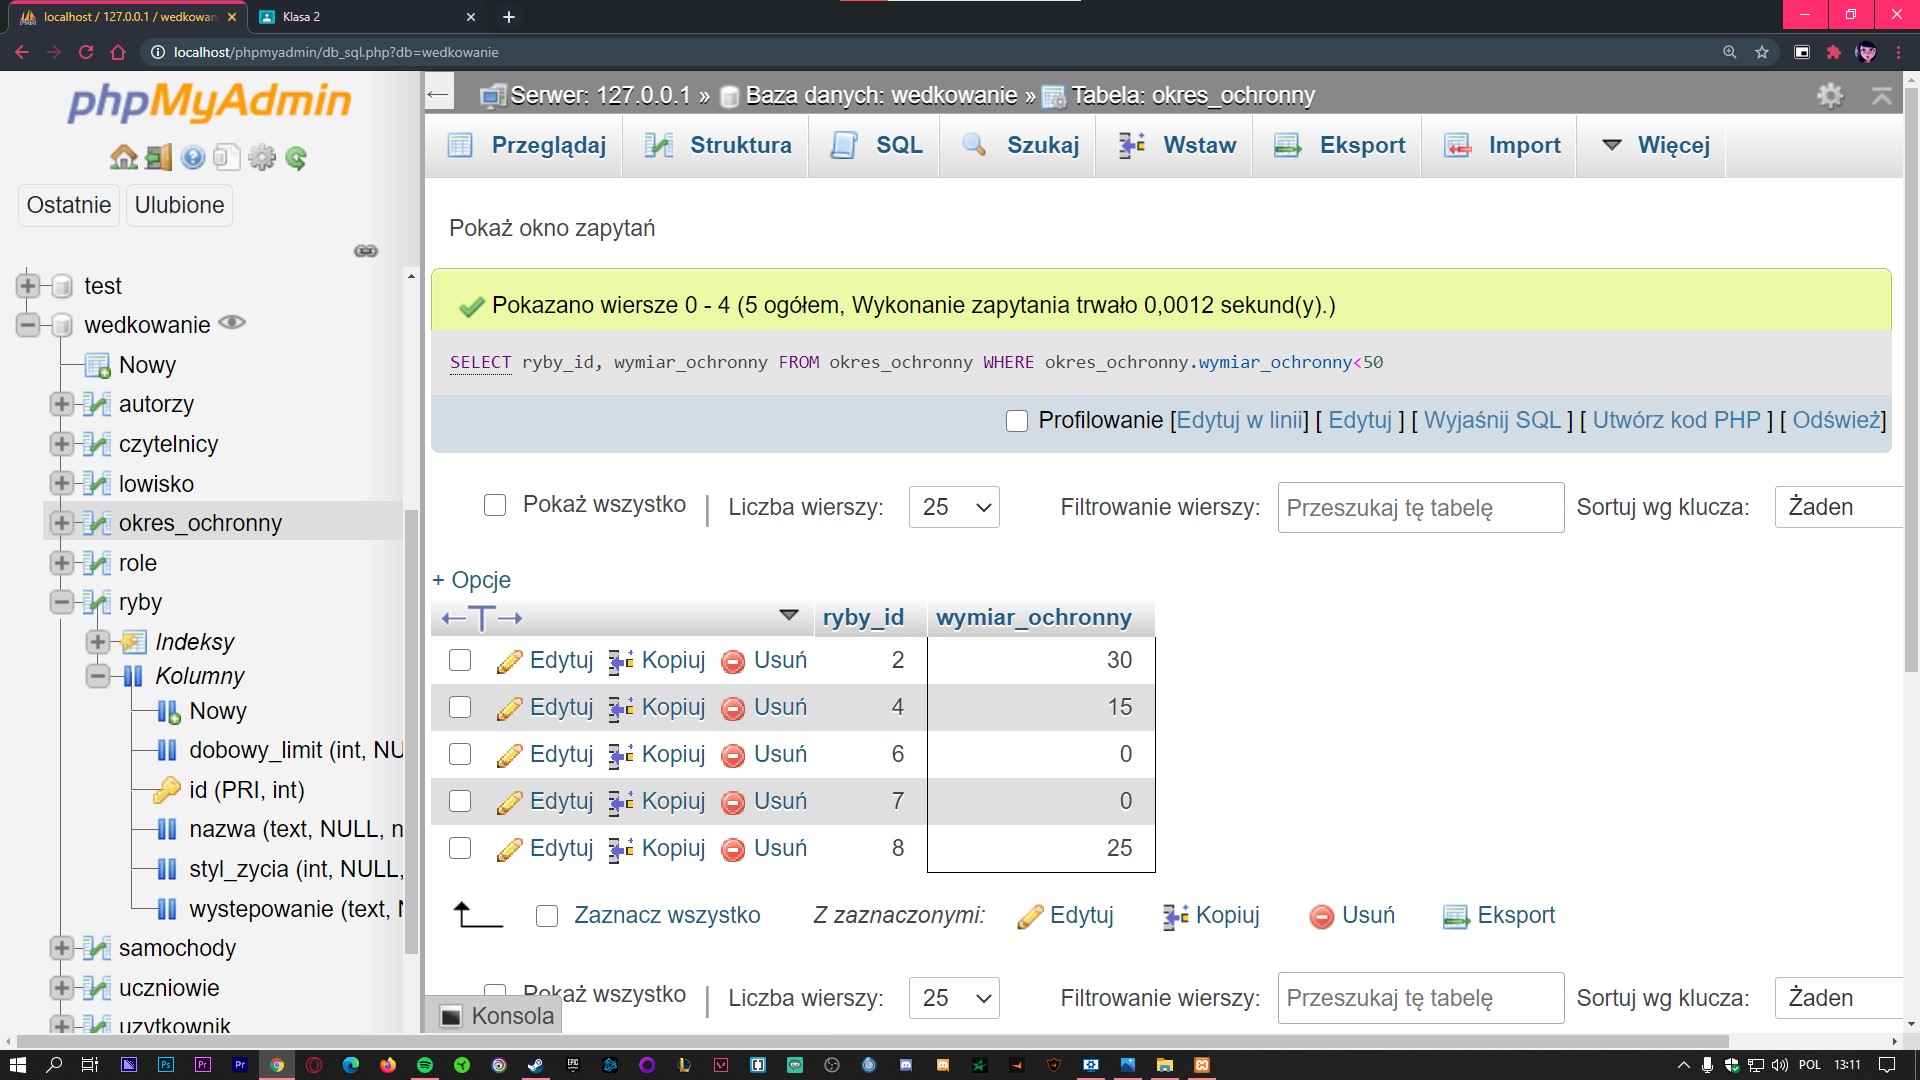 localhost / 127.0.0.1 / wedkowan
Klasa 2
localhost/phpmyadmin/db_sql.php?db=wedkowanie
phpMyAdmin
Ostatnie Ulubione
test
wedkowanie
Nowy
autorzy
czytelnicy
lowisko
okres_ochronny
role
ryby
Indeksy
Kolumny
Nowy
dobowy_limit (int, NU
id (PRI, int)
nazwa (text, NULL, n
styl_zycia (int, NULL,
wystepowanie (text, N
samochody
uczniowie
uzytkownik
Serwer: 127.0.0.1 » Baza danych: wedkowanie » Tabela: okres_ochronny
Przeglądaj Struktura SQL Szukaj Wstaw Eksport Import Więcej
Pokaż okno zapytań
Pokazano wiersze 0 - 4 (5 ogółem, Wykonanie zapytania trwało 0,0012 sekund(y).)
SELECT ryby_id, wymiar_ochronny FROM okres_ochronny WHERE okres_ochronny.wymiar_ochronny<50
Profilowanie [Edytuj w linii] [ Edytuj ] [ Wyjaśnij SQL ] [ Utwórz kod PHP ] [ Odśwież]
Pokaż wszystko | Liczba wierszy: 25 Filtrowanie wierszy: Przeszukaj tę tabelę Sortuj wg klucza: Żaden
+ Opcje
←T→ ryby_id wymiar_ochronny
Edytuj Kopiuj Usuń 2 30
Edytuj Kopiuj Usuń 4 15
Edytuj Kopiuj Usuń 6 0
Edytuj Kopiuj Usuń 7 0
Edytuj Kopiuj Usuń 8 25
Zaznacz wszystko Z zaznaczonymi: Edytuj Kopiuj Usuń Eksport
Pokaż wszystko | Liczba wierszy: 25 Filtrowanie wierszy: Przeszukaj tę tabelę Sortuj wg klucza: Żaden
Konsola
POL 13:11